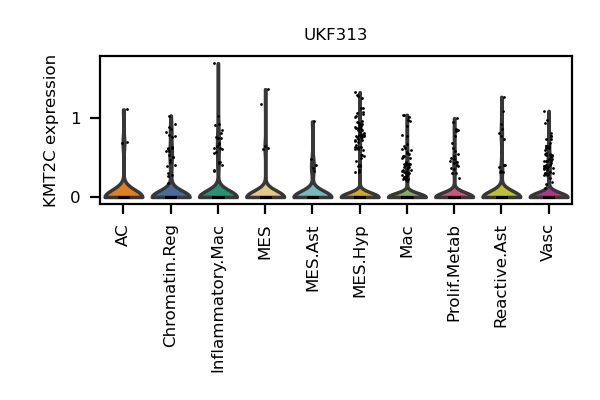 UKF313
KMT2C expression
1
0
AC
Chromatin.Reg
Inflammatory.Mac
MES
MES.Ast
MES.Hyp
Mac
Prolif.Metab
Reactive.Ast
Vasc